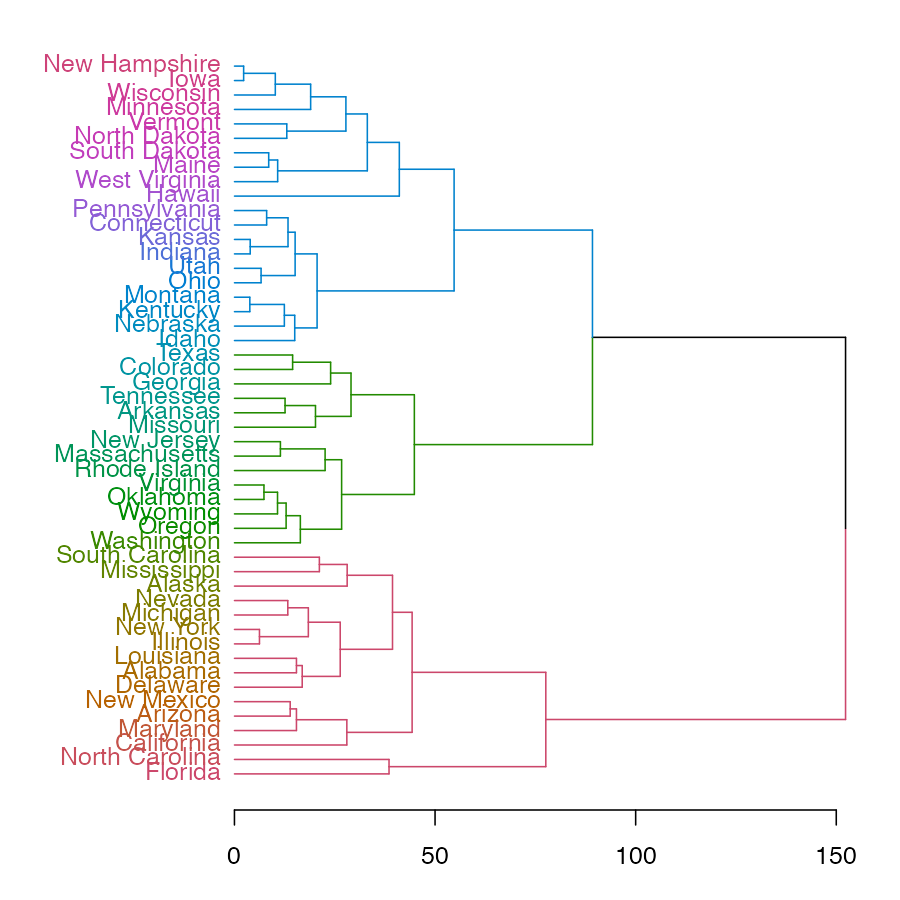 New Hampshire
Iowa
Wisconsin
Minnesota
Vermont
North Dakota
South Dakota
Maine
West Virginia
Hawaii
Pennsylvania
Connecticut
Kansas
Indiana
Utah
Ohio
Montana
Kentucky
Nebraska
Idaho
Texas
Colorado
Georgia
Tennessee
Arkansas
Missouri
New Jersey
Massachusetts
Rhode Island
Virginia
Oklahoma
Wyoming
Oregon
Washington
South Carolina
Mississippi
Alaska
Nevada
Michigan
New York
Illinois
Louisiana
Alabama
Delaware
New Mexico
Arizona
Maryland
California
North Carolina
Florida
0 50 100 150